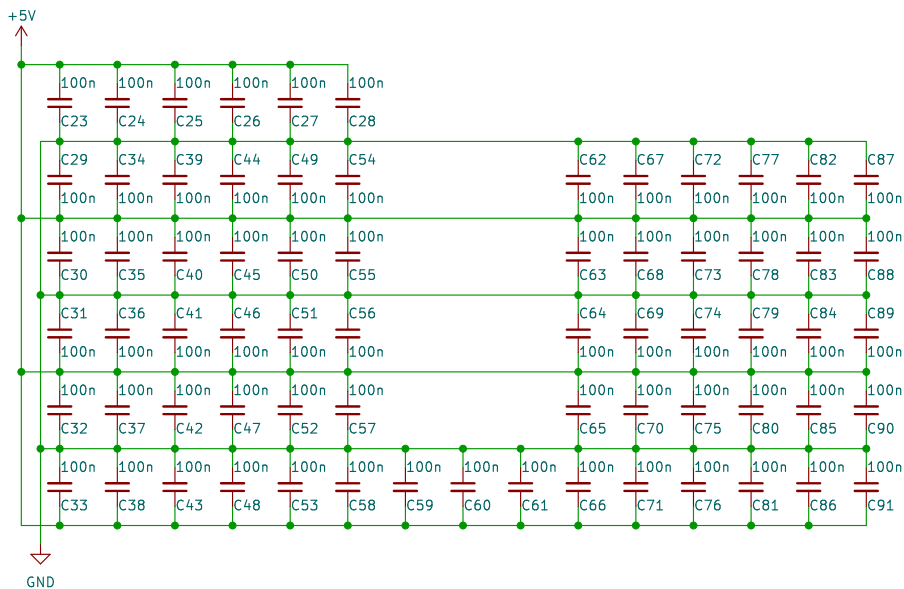 +5V
100n 100n 100n 100n 100n 100n
C23 C24 C25 C26 C27 C28
C29 C34 C39 C44 C49 C54 C62 C67 C72 C77 C82 C87
100n 100n 100n 100n 100n 100n 100n 100n 100n 100n 100n 100n
100n 100n 100n 100n 100n 100n 100n 100n 100n 100n 100n 100n
C30 C35 C40 C45 C50 C55 C63 C68 C73 C78 C83 C88
C31 C36 C41 C46 C51 C56 C64 C69 C74 C79 C84 C89
100n 100n 100n 100n 100n 100n 100n 100n 100n 100n 100n 100n
100n 100n 100n 100n 100n 100n 100n 100n 100n 100n 100n 100n
C32 C37 C42 C47 C52 C57 C65 C70 C75 C80 C85 C90
100n 100n 100n 100n 100n 100n 100n 100n 100n 100n 100n 100n 100n 100n 100n
C33 C38 C43 C48 C53 C58 C59 C60 C61 C66 C71 C76 C81 C86 C91
GND